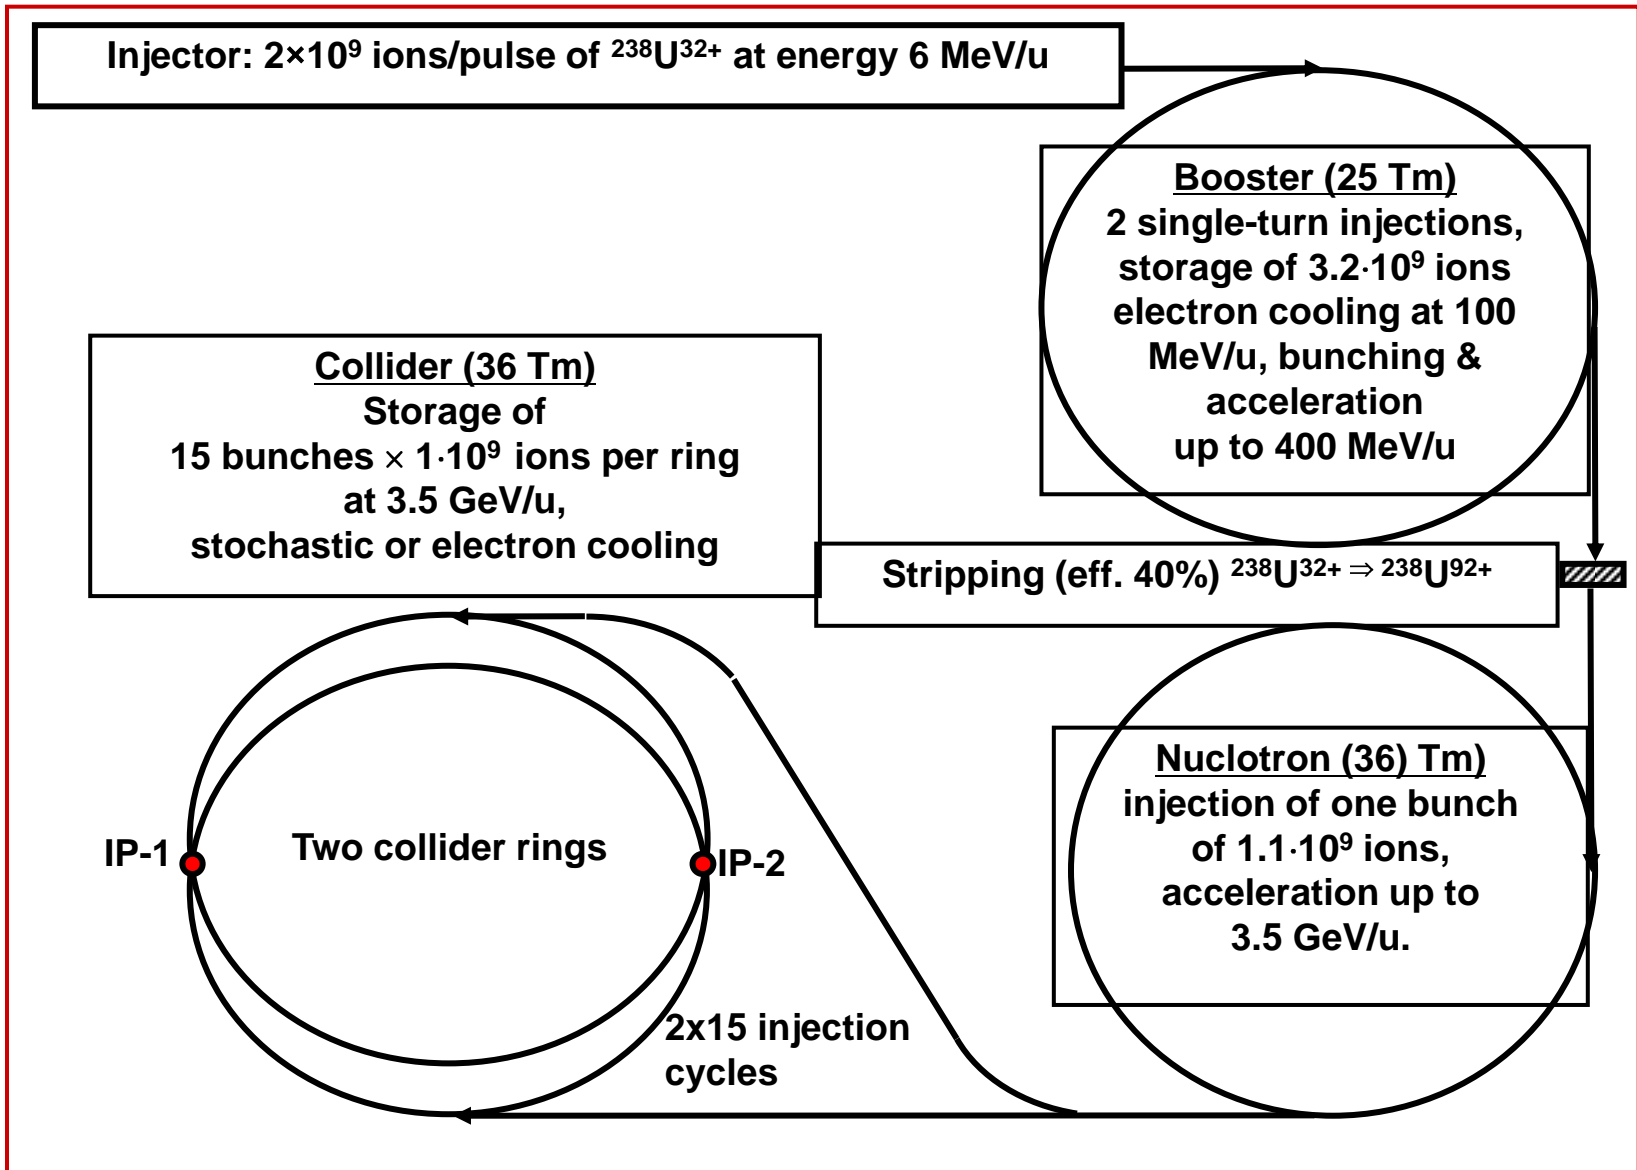 Injector: 2×10⁹ ions/pulse of ²³⁸U³²⁺ at energy 6 MeV/u
Booster (25 Tm)
2 single-turn injections,
storage of 3.2·10⁹ ions
electron cooling at 100
MeV/u, bunching &
acceleration
up to 400 MeV/u
Collider (36 Tm)
Storage of
15 bunches × 1·10⁹ ions per ring
at 3.5 GeV/u,
stochastic or electron cooling
Stripping (eff. 40%) ²³⁸U³²⁺ ⇒ ²³⁸U⁹²⁺
Nuclotron (36) Tm)
injection of one bunch
of 1.1·10⁹ ions,
acceleration up to
3.5 GeV/u.
IP-1
Two collider rings
IP-2
2x15 injection
cycles